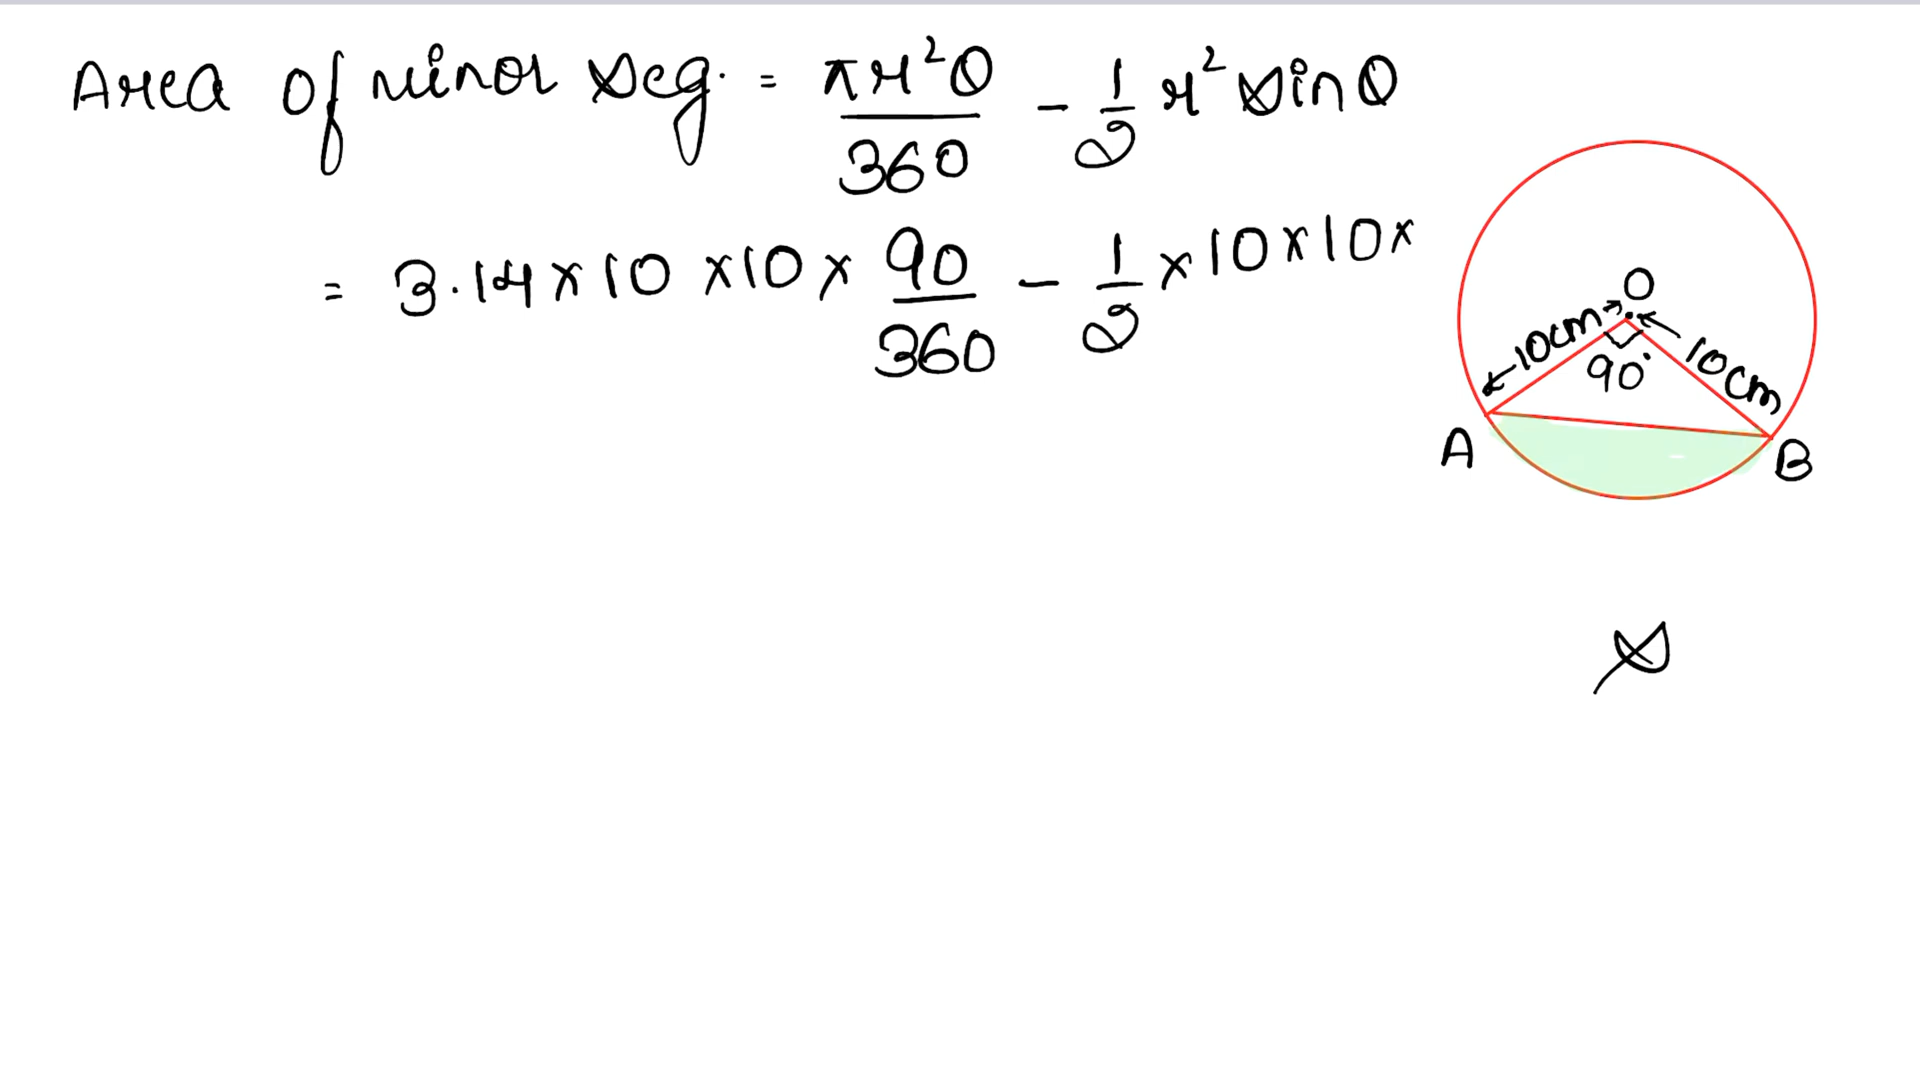 Area of minor seg. = πr²θ/360 - 1/2 r² sinθ
= 3.14 x 10 x 10 x 90/360 - 1/2 x 10 x 10 x
O
10cm
10cm
90°
A
B
s